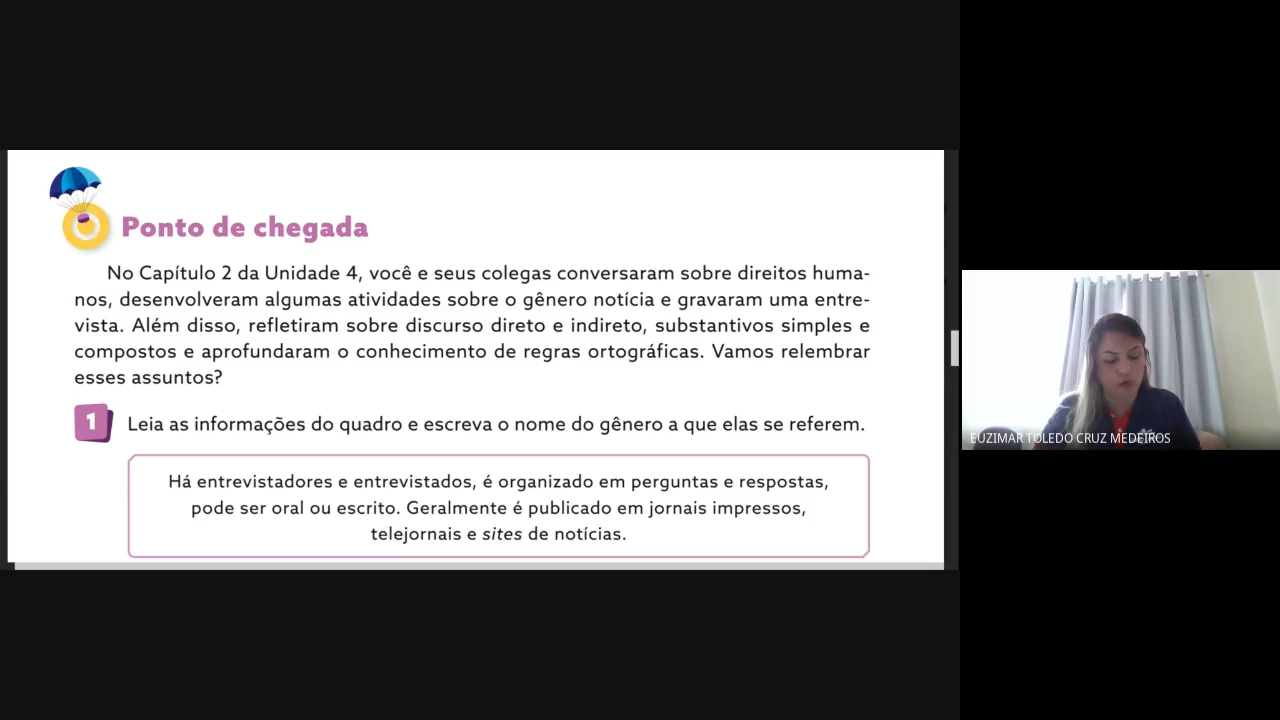 Ponto de chegada
No Capítulo 2 da Unidade 4, você e seus colegas conversaram sobre direitos huma-
nos, desenvolveram algumas atividades sobre o gênero notícia e gravaram uma entre-
vista. Além disso, refletiram sobre discurso direto e indireto, substantivos simples e
compostos e aprofundaram o conhecimento de regras ortográficas. Vamos relembrar
esses assuntos?
1 Leia as informações do quadro e escreva o nome do gênero a que elas se referem.
Há entrevistadores e entrevistados, é organizado em perguntas e respostas,
pode ser oral ou escrito. Geralmente é publicado em jornais impressos,
telejornais e sites de notícias.
EUZIMAR TOLEDO CRUZ MEDEIROS